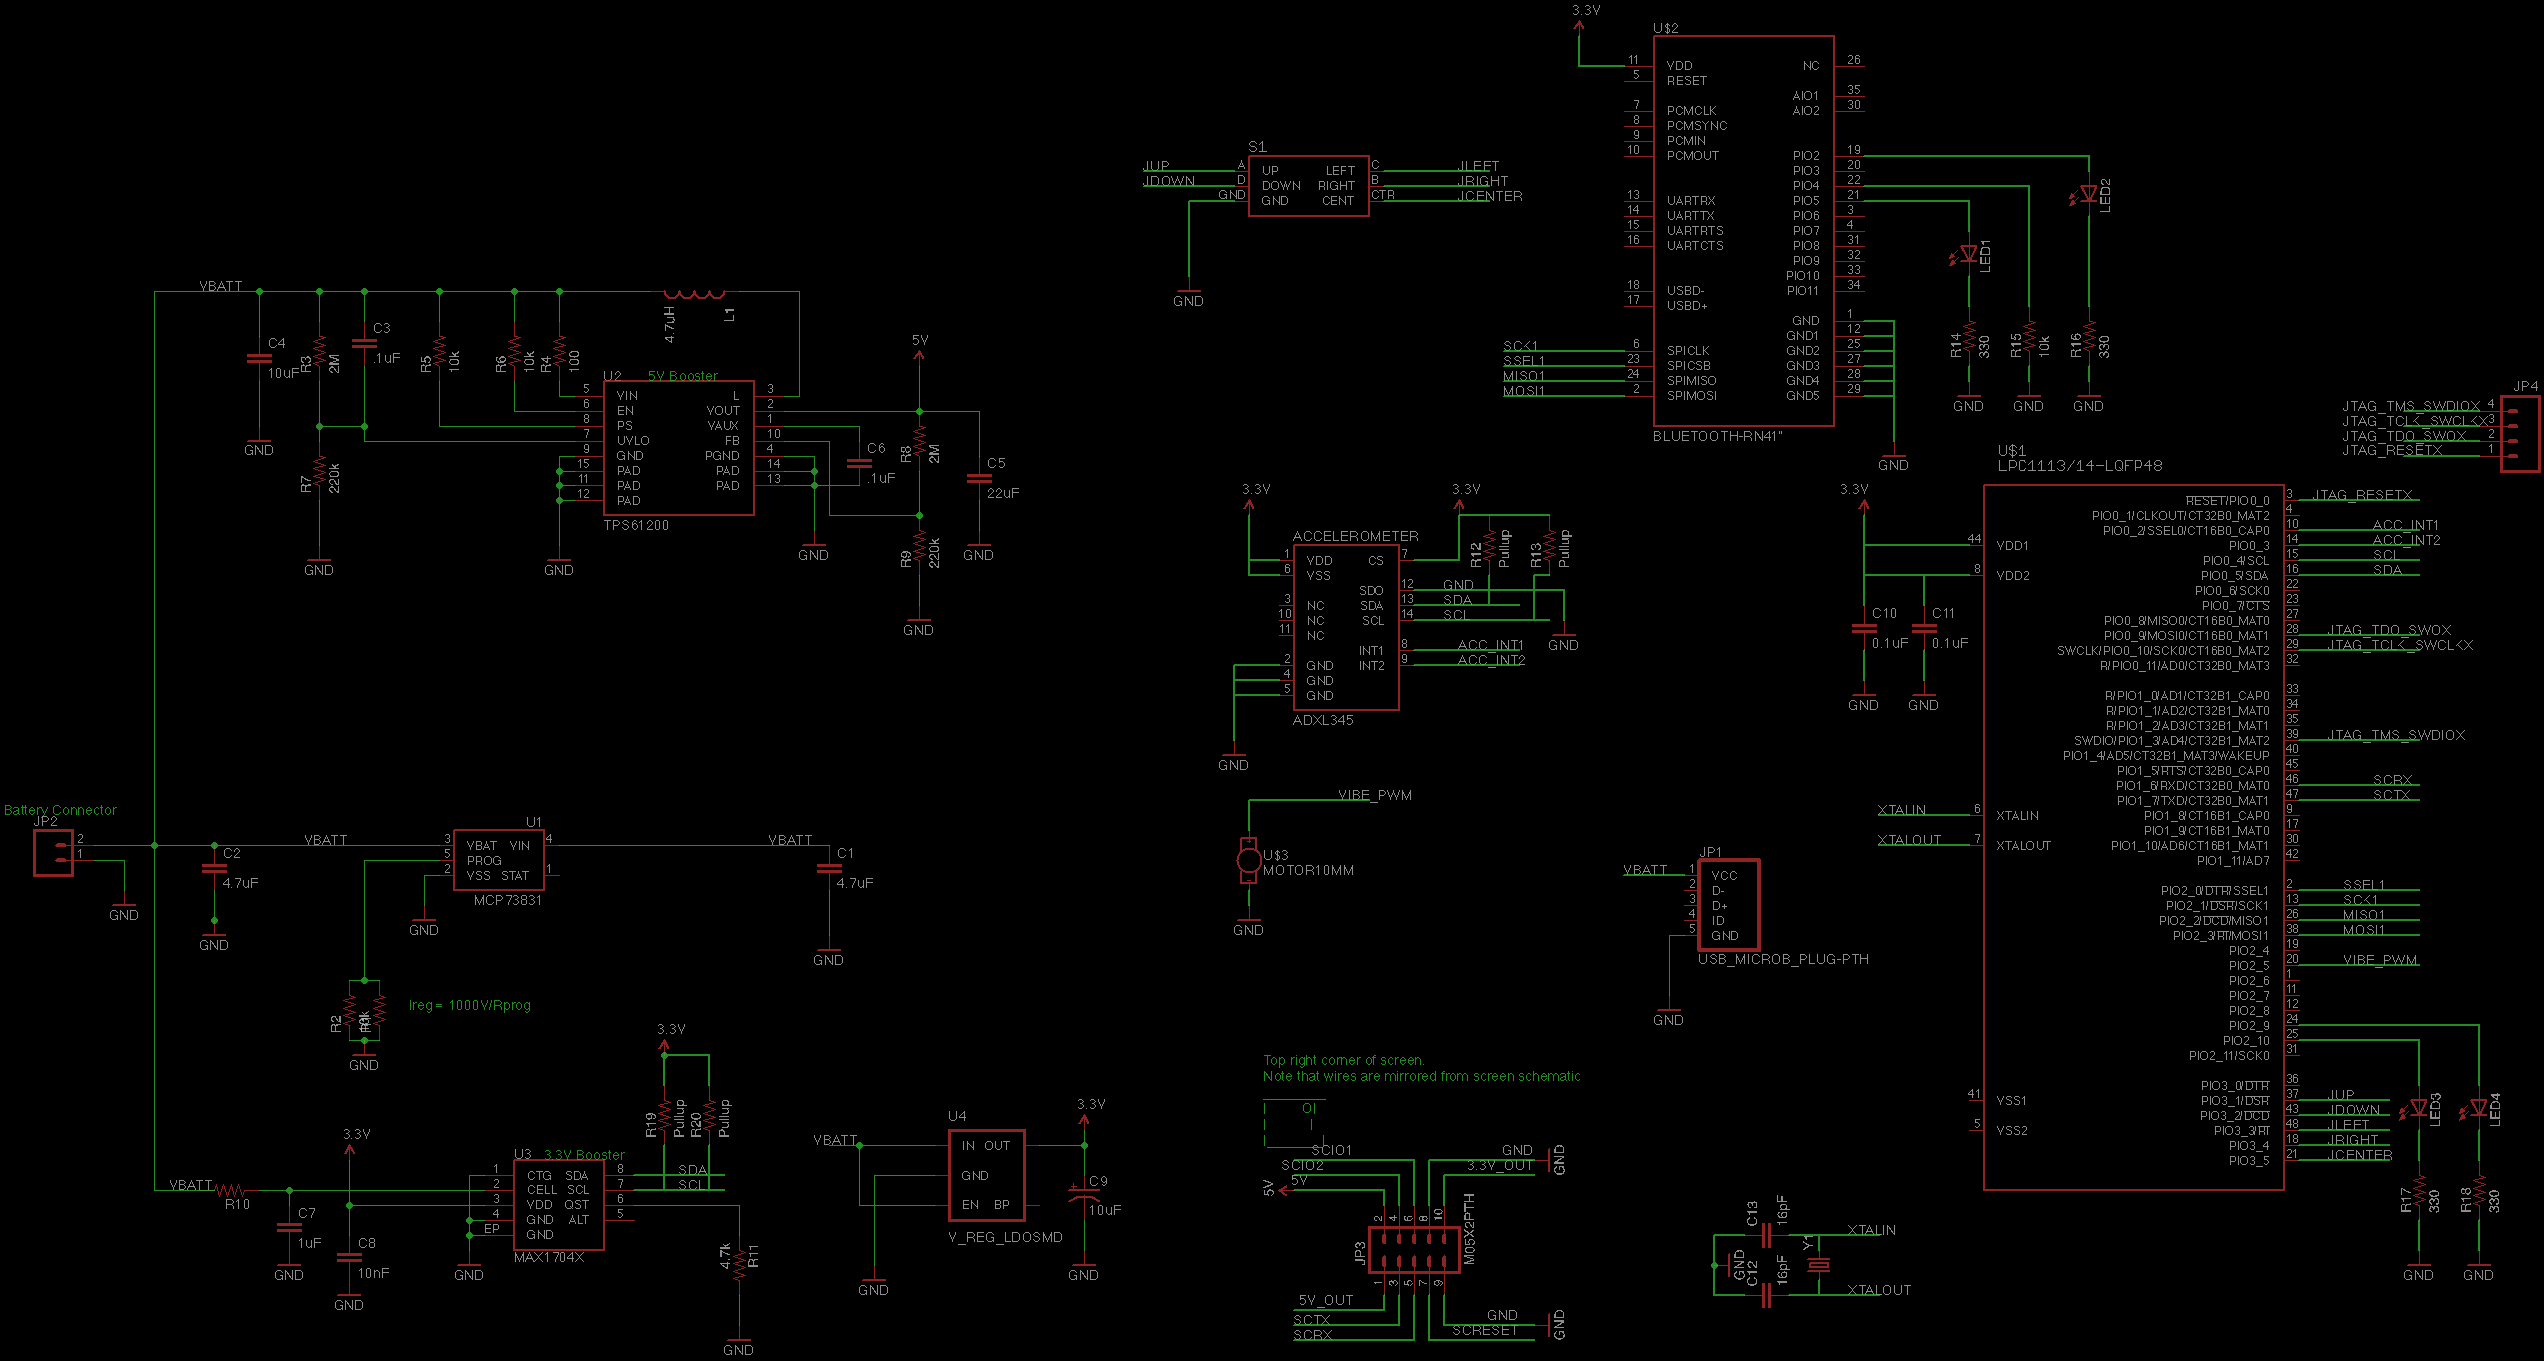 VBATT
C4
10uF
GND
R3
2M
C3
.1uF
R7
220k
GND
R5
10k
R6
10k
R4
100
4.7uH
L1
U2
5V Booster
5 VIN L 3
6 EN VOUT 2
8 PS VAUX 1
7 UVLO FB 10
9 GND PGND 4
15 PAD PAD 14
11 PAD PAD 13
12 PAD
TPS61200
GND
GND
5V
C6
.1uF
R8
2M
C5
22uF
GND
R9
220k
GND
Battery Connector
JP2
2
1
GND
C2
4.7uF
GND
VBATT
U1
3 VBAT VIN 4
5 PROG
2 VSS STAT 1
MCP73831
GND
VBATT
C1
4.7uF
GND
R2
GND
Ireg = 1000V/Rprog
VBATT
R10
C7
1uF
GND
3.3V
C8
10nF
GND
U3
3.3V Booster
1 CTG SDA 8
2 CELL SCL 7
3 VDD QST 6
4 GND ALT 5
EP GND
MAX1704X
GND
3.3V
R19
Pullup
R20
Pullup
SDA
SCL
4.7k
R11
GND
VBATT
U4
IN OUT
GND
EN BP
V_REG_LDOSMD
GND
3.3V
C9
10uF
GND
S1
JUP A UP LEFT C JLEFT
JDOWN D DOWN RIGHT B JRIGHT
GND GND CENT CTR JCENTER
GND
3.3V
U$2
11 VDD NC 26
5 RESET
AIO1 35
7 PCMCLK AIO2 30
8 PCMSYNC
9 PCMIN
10 PCMOUT PIO2 19
PIO3 20
PIO4 22
13 UARTRX PIO5 21
14 UARTTX PIO6 3
15 UARTRTS PIO7 4
16 UARTCTS PIO8 31
PIO9 32
PIO10 33
18 USBD- PIO11 34
17 USBD+
GND 1
GND1 12
SCK1 6 SPICLK GND2 25
SSEL1 23 SPICSB GND3 27
MISO1 24 SPIMISO GND4 28
MOSI1 2 SPIMOSI GND5 29
BLUETOOTH-RN41"
GND
LED1
R14
330
GND
R15
10k
GND
LED2
R16
330
GND
JP4
JTAG_TMS_SWDIOX 4
JTAG_TCLK_SWCLKX 3
JTAG_TDO_SWOX 2
JTAG_RESETX 1
3.3V
3.3V
ACCELEROMETER
1 VDD CS 7
6 VSS
SDO 12 GND
3 NC SDA 13 SDA
10 NC SCL 14 SCL
11 NC
INT1 8 ACC_INT1
2 GND INT2 9 ACC_INT2
4 GND
5 GND
ADXL345
R12
Pullup
R13
Pullup
GND
GND
VIBE_PWM
U$3
MOTOR10MM
GND
JP1
VBATT 1 VCC
2 D-
3 D+
4 ID
5 GND
USB_MICROB_PLUG-PTH
GND
Top right corner of screen.
Note that wires are mirrored from screen schematic
SCIO1
SCIO2
5V 5V
GND GND
3.3V_OUT
2 4 6 8 10
JP3
M05X2PTH
1 3 5 7 9
5V_OUT
SCTX
SCRX
GND GND
SCRESET
C13
16pF
GND
C12
16pF
Y1
XTALIN
XTALOUT
3.3V
C10
0.1uF
GND
C11
0.1uF
GND
U$1
LPC1113/14-LQFP48
44 VDD1
8 VDD2
XTALIN 6 XTALIN
XTALOUT 7 XTALOUT
41 VSS1
5 VSS2
RESET/PIO0_0 3 JTAG_RESETX
PIO0_1/CLKOUT/CT32B0_MAT2 4
PIO0_2/SSEL0/CT16B0_CAP0 10 ACC_INT1
PIO0_3 14 ACC_INT2
PIO0_4/SCL 15 SCL
PIO0_5/SDA 16 SDA
PIO0_6/SCK0 22
PIO0_7/CTS 23
PIO0_8/MISO0/CT16B0_MAT0 27
PIO0_9/MOSI0/CT16B0_MAT1 28 JTAG_TDO_SWOX
SWCLK/PIO0_10/SCK0/CT16B0_MAT2 29 JTAG_TCLK_SWCLKX
R/PIO0_11/AD0/CT32B0_MAT3 32
R/PIO1_0/AD1/CT32B1_CAP0 33
R/PIO1_1/AD2/CT32B1_MAT0 34
R/PIO1_2/AD3/CT32B1_MAT1 35
SWDIO/PIO1_3/AD4/CT32B1_MAT2 39 JTAG_TMS_SWDIOX
PIO1_4/AD5/CT32B1_MAT3/WAKEUP 40
PIO1_5/RTS/CT32B0_CAP0 45
PIO1_6/RXD/CT32B0_MAT0 46 SCRX
PIO1_7/TXD/CT32B0_MAT1 47 SCTX
PIO1_8/CT16B1_CAP0 9
PIO1_9/CT16B1_MAT0 17
PIO1_10/AD6/CT16B1_MAT1 30
PIO1_11/AD7 42
PIO2_0/DTR/SSEL1 2 SSEL1
PIO2_1/DSR/SCK1 13 SCK1
PIO2_2/DCD/MISO1 26 MISO1
PIO2_3/RI/MOSI1 38 MOSI1
PIO2_4 19
PIO2_5 20 VIBE_PWM
PIO2_6 1
PIO2_7 11
PIO2_8 12
PIO2_9 24
PIO2_10 25
PIO2_11/SCK0 31
PIO3_0/DTR 36
PIO3_1/DSR 37 JUP
PIO3_2/DCD 43 JDOWN
PIO3_3/RI 48 JLEFT
PIO3_4 18 JRIGHT
PIO3_5 21 JCENTER
LED3
R17
330
GND
LED4
R18
330
GND